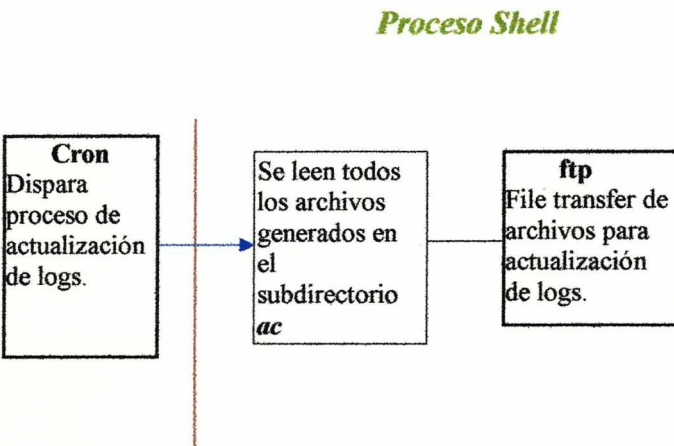 Proceso Shell
Cron
Dispara
proceso de
actualización
de logs.
Se leen todos
los archivos
generados en
el
subdirectorio
ac
ftp
File transfer de
archivos para
actualización
de logs.